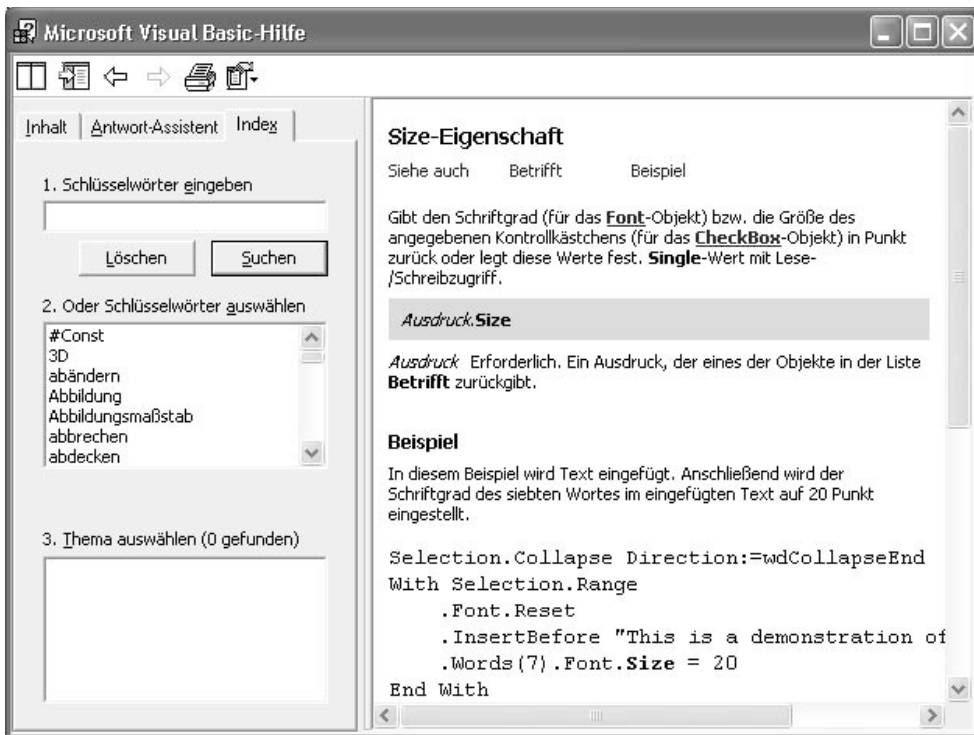 Microsoft Visual Basic-Hilfe
Inhalt
Antwort-Assistent
Index
1. Schlüsselwörter eingeben
Löschen
Suchen
2. Oder Schlüsselwörter auswählen
#Const
3D
abändern
Abbildung
Abbildungsmaßstab
abbrechen
abdecken
3. Thema auswählen (0 gefunden)
Size-Eigenschaft
Siehe auch Betrifft Beispiel
Gibt den Schriftgrad (für das Font-Objekt) bzw. die Größe des
angegebenen Kontrollkästchens (für das CheckBox-Objekt) in Punkt
zurück oder legt diese Werte fest. Single-Wert mit Lese-
/Schreibzugriff.
Ausdruck.Size
Ausdruck Erforderlich. Ein Ausdruck, der eines der Objekte in der Liste
Betrifft zurückgibt.
Beispiel
In diesem Beispiel wird Text eingefügt. Anschließend wird der
Schriftgrad des siebten Wortes im eingefügten Text auf 20 Punkt
eingestellt.
Selection.Collapse Direction:=wdCollapseEnd
With Selection.Range
.Font.Reset
.InsertBefore "This is a demonstration of
.Words(7).Font.Size = 20
End With